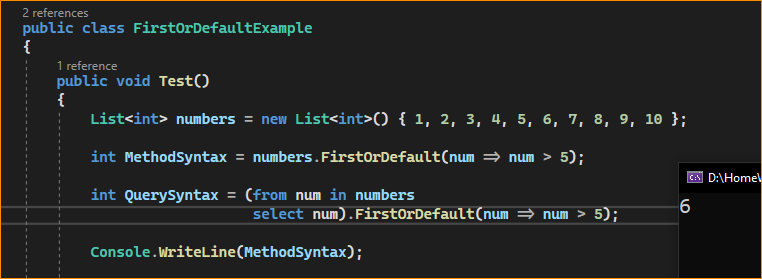 2 references
public class FirstOrDefaultExample
{
1 reference
public void Test()
{
List<int> numbers = new List<int>() { 1, 2, 3, 4, 5, 6, 7, 8, 9, 10 };
int MethodSyntax = numbers.FirstOrDefault(num => num > 5);
int QuerySyntax = (from num in numbers
select num).FirstOrDefault(num => num > 5);
Console.WriteLine(MethodSyntax);
D:\Home\
6